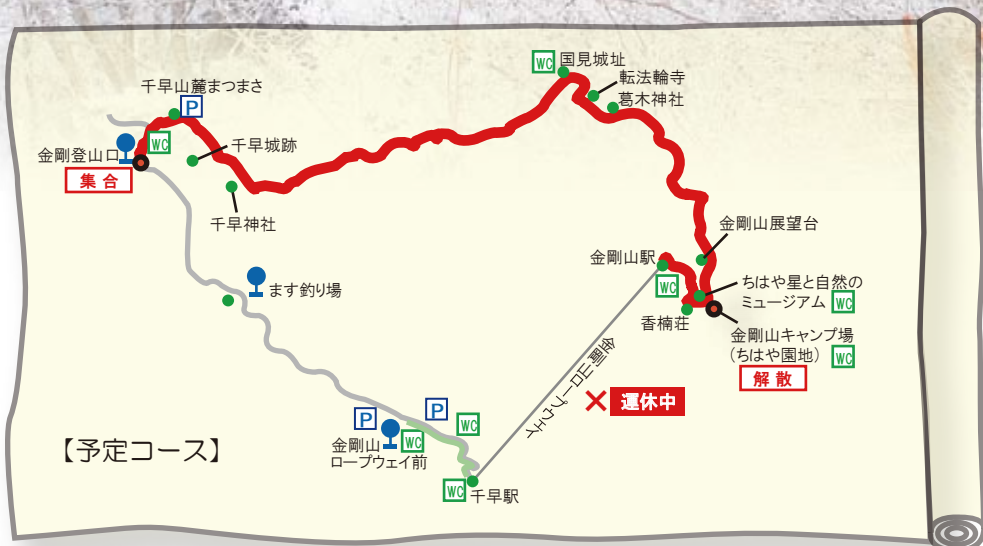 WC
国見城址
転法輪寺
葛木神社
千早山麓まつまさ
P
WC
金剛登山口
集合
千早城跡
千早神社
金剛山展望台
金剛山駅
WC
ちはや星と自然の
ミュージアム
WC
香楠荘
金剛山キャンプ場
(ちはや園地)
WC
解散
ます釣り場
金剛山ロープウェイ
運休中
P
P
WC
金剛山
ロープウェイ前
WC
WC
千早駅
【予定コース】